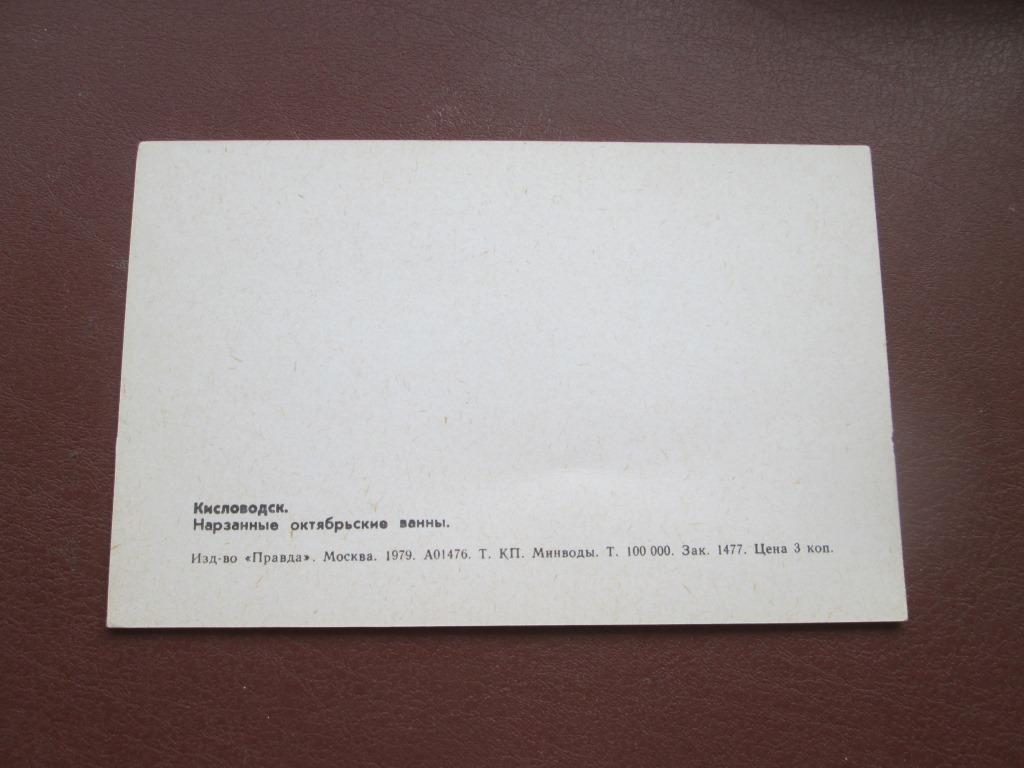 Кисловодск.
Нарзанные октябрьские ванны.
Изд-во «Правда». Москва. 1979. А01476. Т. КП. Минводы. Т. 100 000. Зак. 1477. Цена 3 коп.